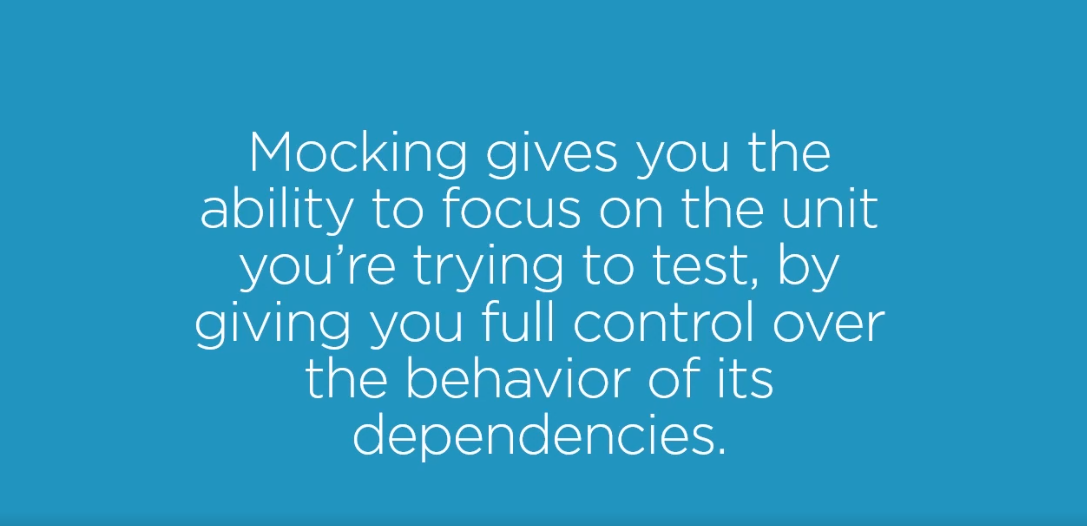 Mocking gives you the
ability to focus on the unit
you’re trying to test, by
giving you full control over
the behavior of its
dependencies.